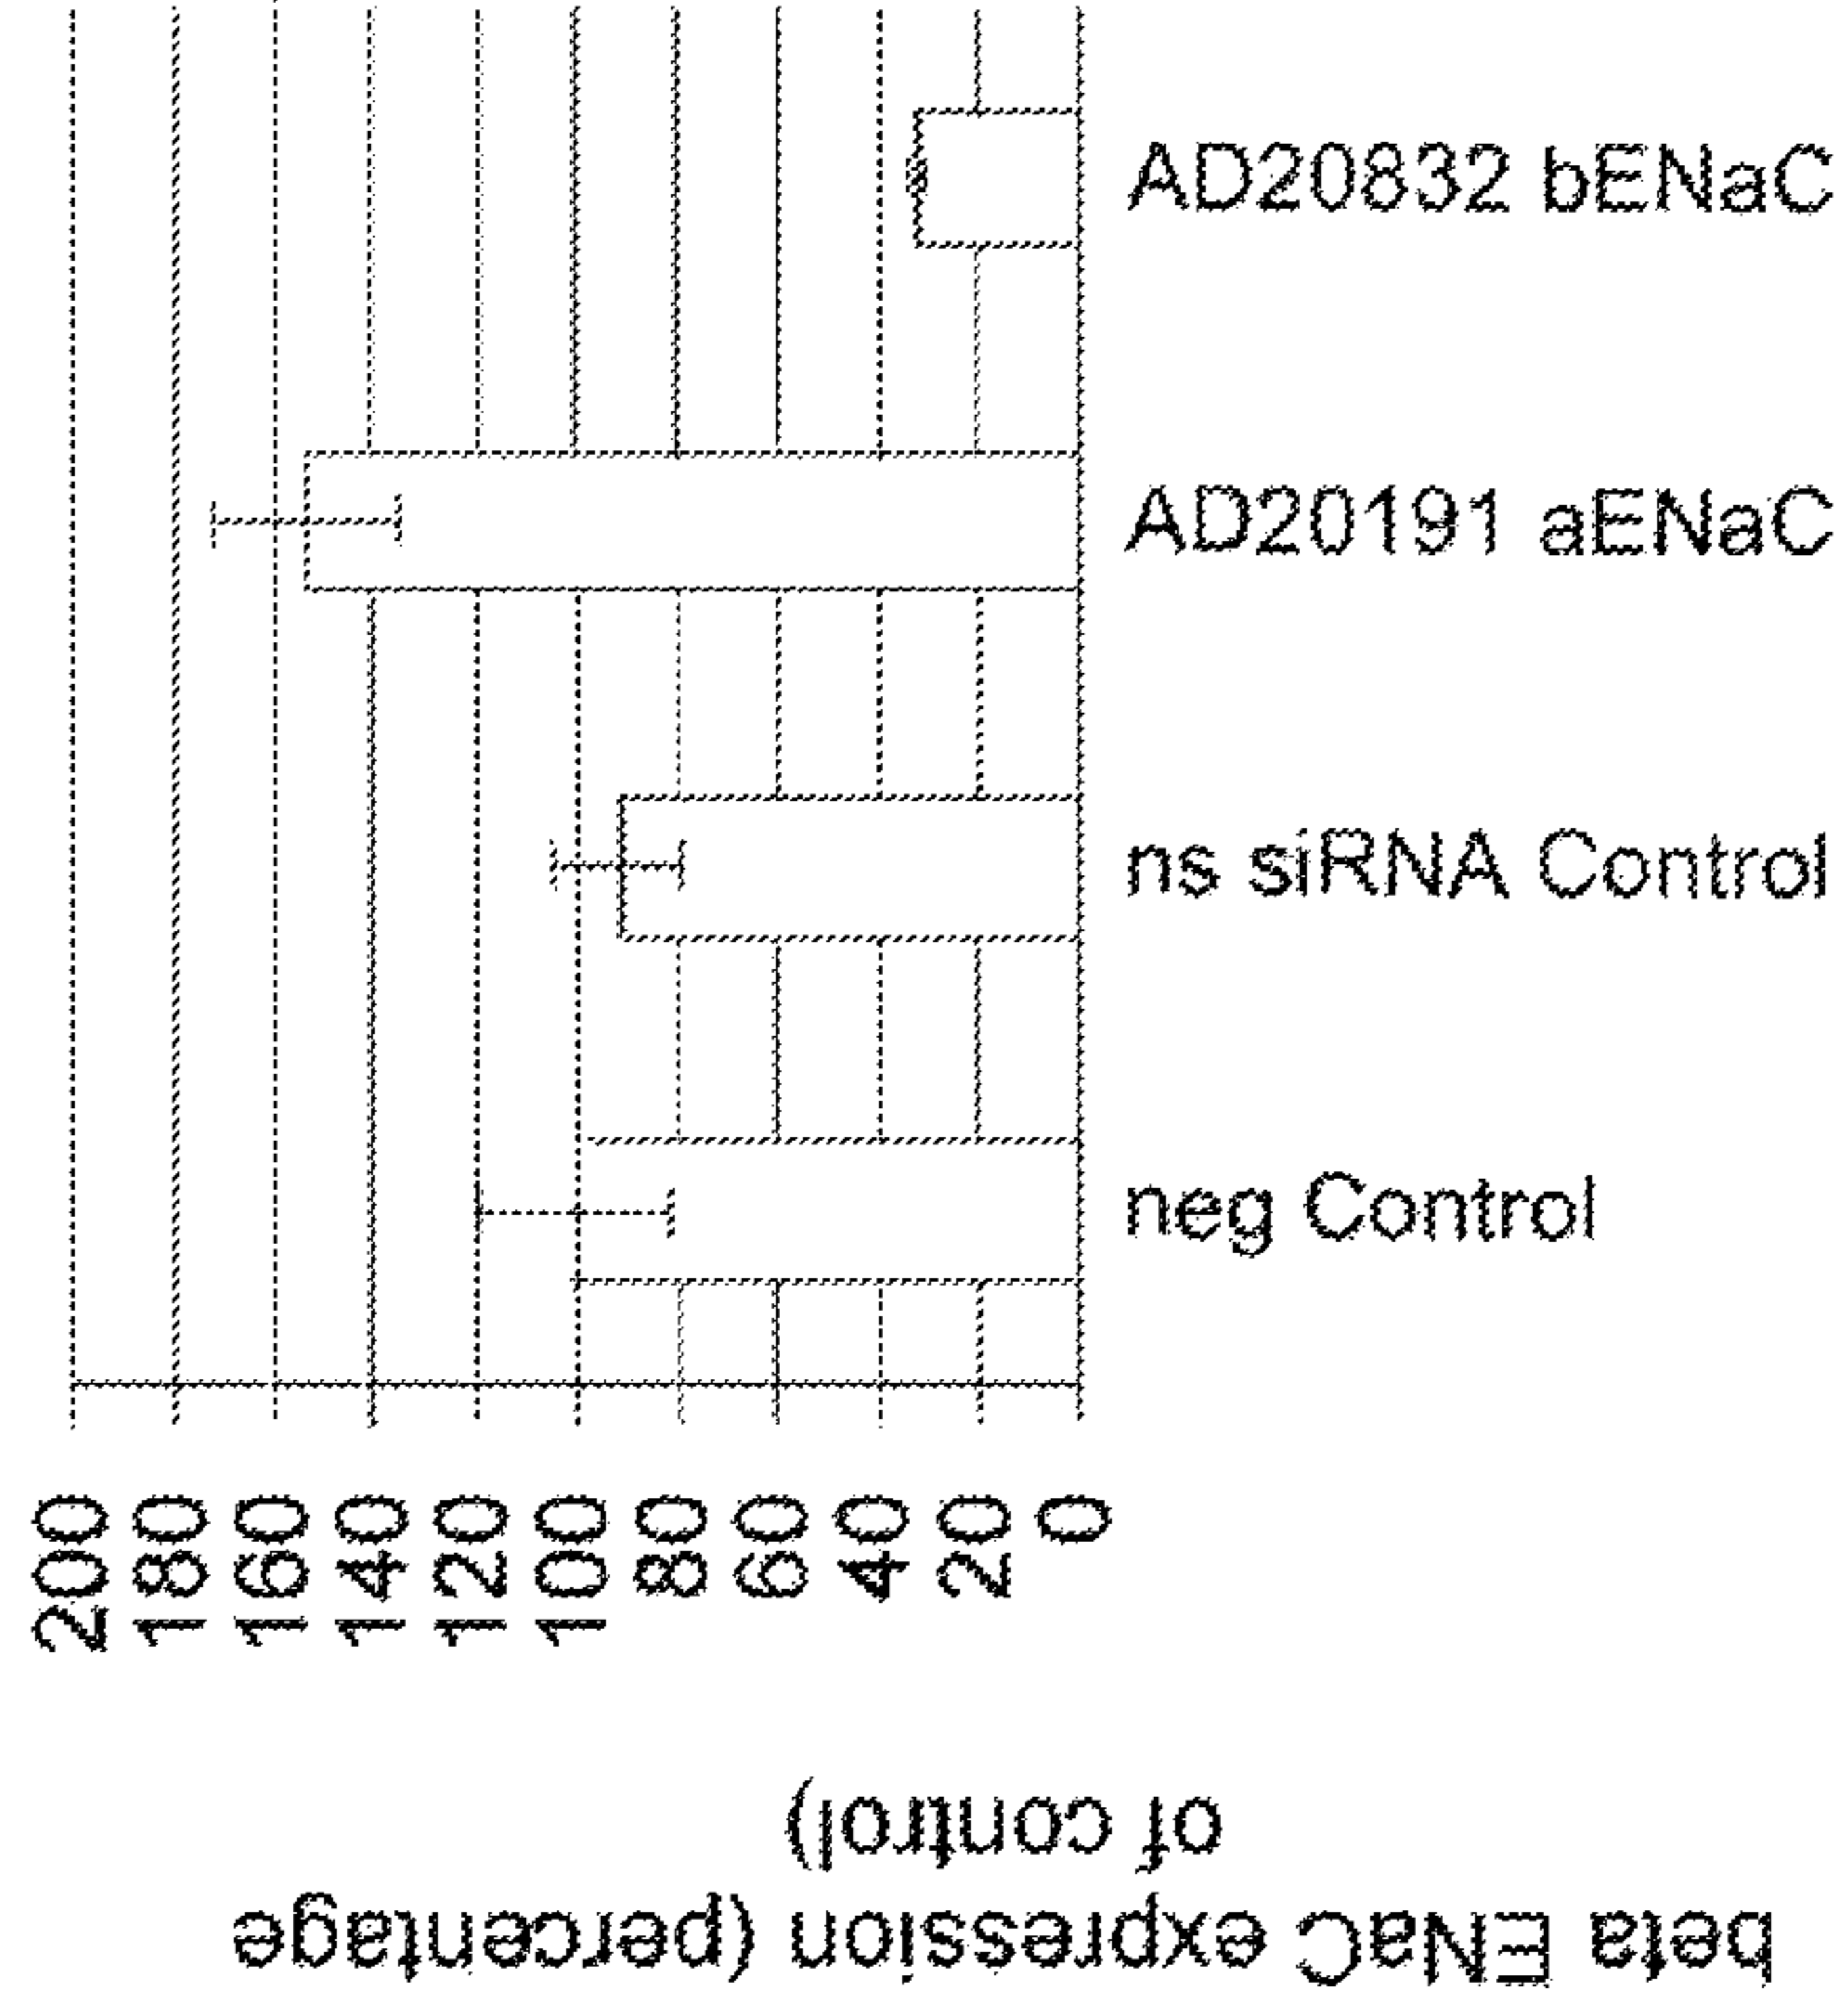 beta ENaC expression (percentage
of control)
200
180
160
140
120
100
80
60
40
20
0
neg Control
ns siRNA Control
AD20191 aENaC
AD20832 bENaC